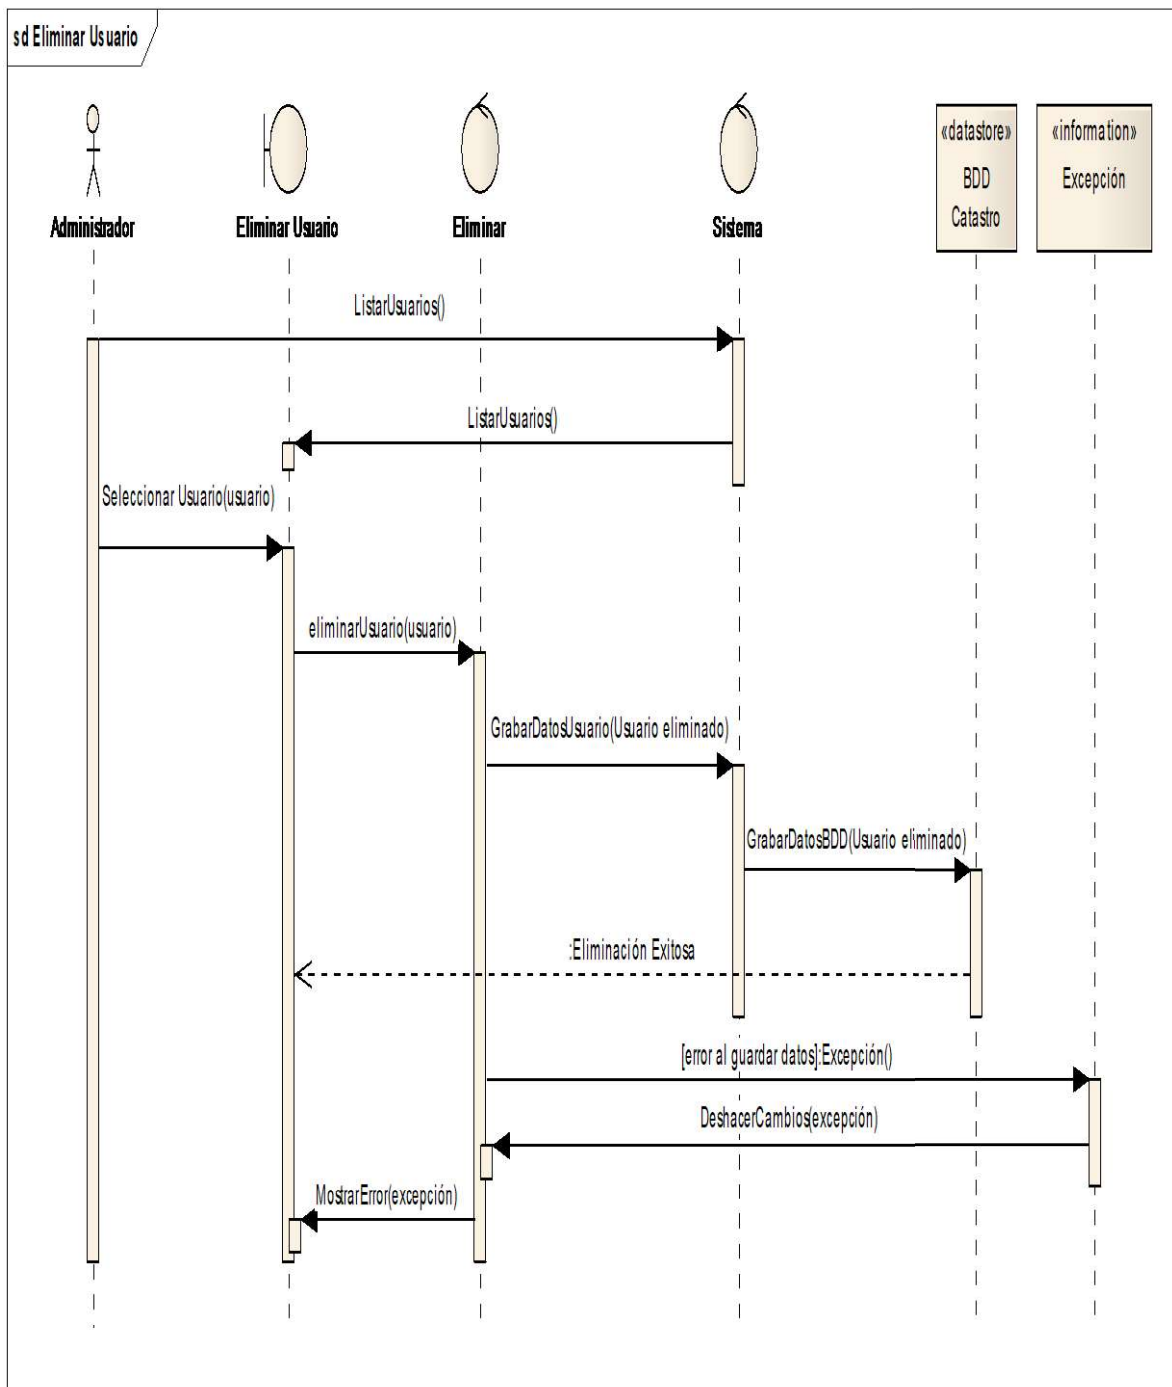 sd Eliminar Usuario
Administrador
Eliminar Usuario
Eliminar
Sistema
«datastore»
BDD
Catastro
«information»
Excepción
ListarUsuarios()
ListarUsuarios()
Seleccionar Usuario(usuario)
eliminarUsuario(usuario)
GrabarDatosUsuario(Usuario eliminado)
GrabarDatosBDD(Usuario eliminado)
:Eliminación Exitosa
[error al guardar datos]:Excepción()
DeshacerCambios(excepción)
MostrarError(excepción)